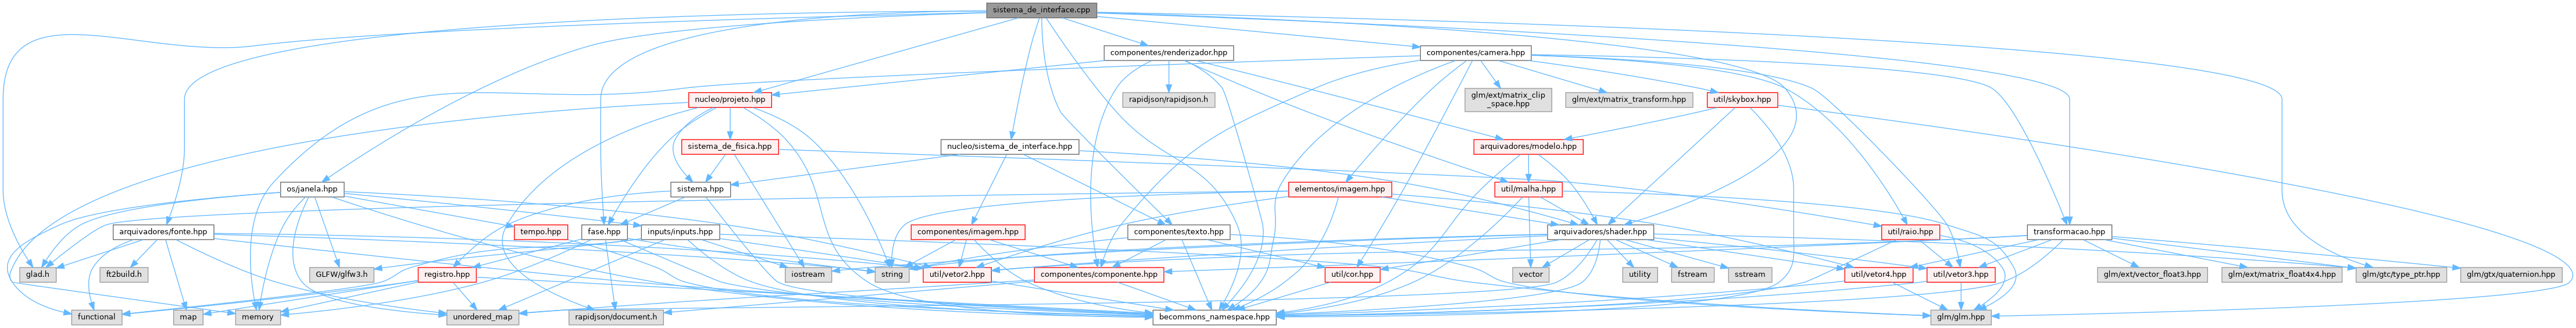 sistema_de_interface.cpp
componentes/renderizador.hpp
componentes/camera.hpp
nucleo/projeto.hpp
rapidjson/rapidjson.h
glm/ext/matrix_clip
_space.hpp
glm/ext/matrix_transform.hpp
util/skybox.hpp
sistema_de_fisica.hpp
nucleo/sistema_de_interface.hpp
arquivadores/modelo.hpp
os/janela.hpp
sistema.hpp
elementos/imagem.hpp
util/malha.hpp
arquivadores/fonte.hpp
tempo.hpp
fase.hpp
inputs/inputs.hpp
componentes/imagem.hpp
componentes/texto.hpp
arquivadores/shader.hpp
util/raio.hpp
transformacao.hpp
glad.h
ft2build.h
GLFW/glfw3.h
registro.hpp
iostream
string
util/vetor2.hpp
componentes/componente.hpp
util/cor.hpp
vector
utility
fstream
sstream
util/vetor4.hpp
util/vetor3.hpp
glm/ext/vector_float3.hpp
glm/ext/matrix_float4x4.hpp
glm/gtc/type_ptr.hpp
glm/gtx/quaternion.hpp
functional
map
memory
unordered_map
rapidjson/document.h
becommons_namespace.hpp
glm/glm.hpp